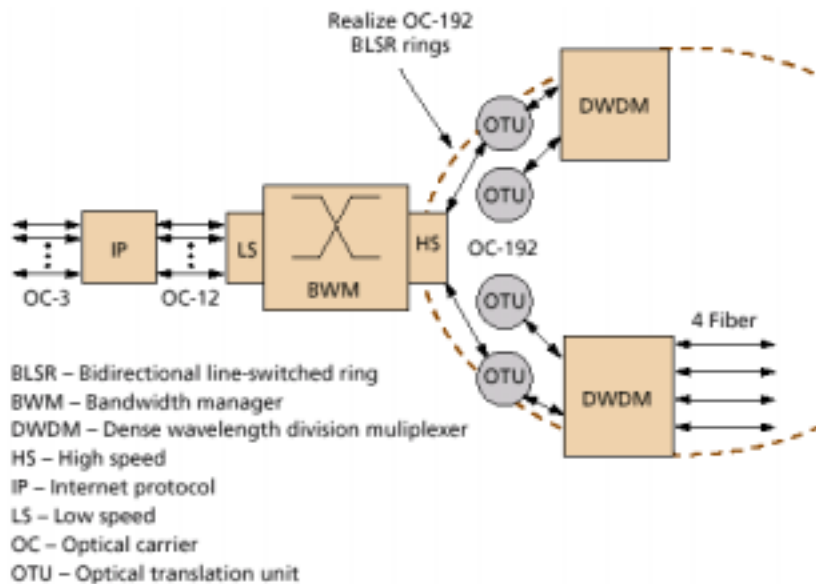 Realize OC-192
BLSR rings
OTU
DWDM
OTU
IP
LS
BWM
HS
OC-192
OC-3
OC-12
OTU
4 Fiber
OTU
DWDM
BLSR – Bidirectional line-switched ring
BWM – Bandwidth manager
DWDM – Dense wavelength division muliplexer
HS – High speed
IP – Internet protocol
LS – Low speed
OC – Optical carrier
OTU – Optical translation unit